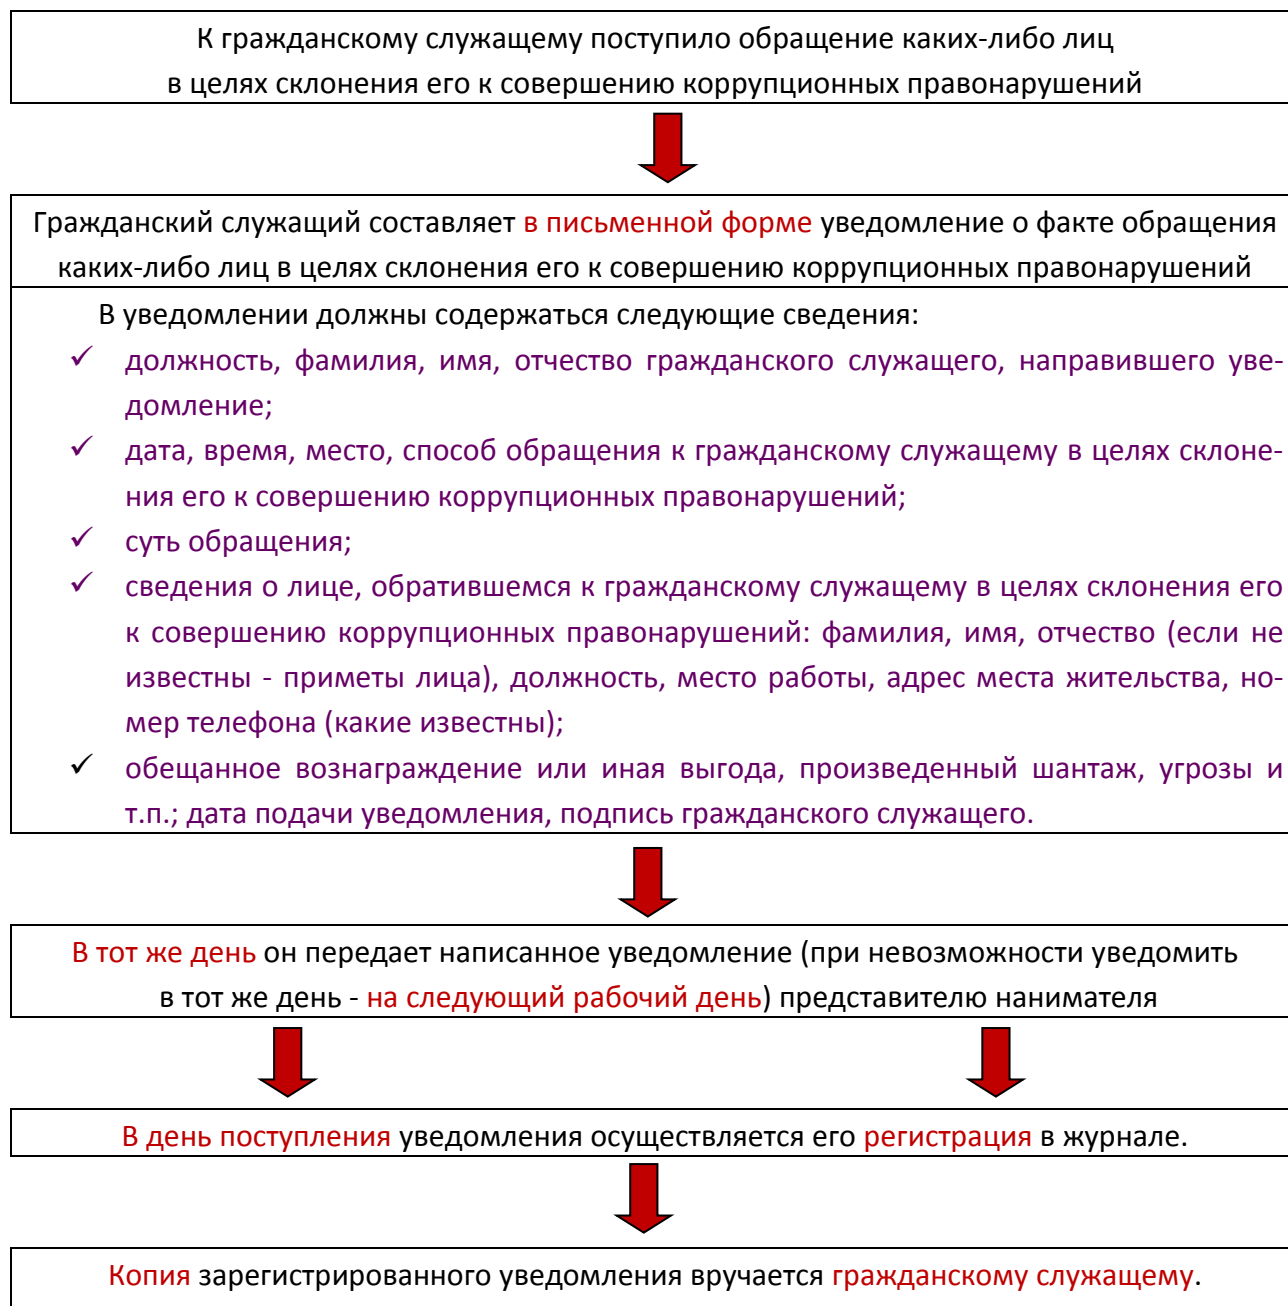 К гражданскому служащему поступило обращение каких-либо лиц
в целях склонения его к совершению коррупционных правонарушений
Гражданский служащий составляет в письменной форме уведомление о факте обращения
каких-либо лиц в целях склонения его к совершению коррупционных правонарушений
В уведомлении должны содержаться следующие сведения:
✓ должность, фамилия, имя, отчество гражданского служащего, направившего уве-
домление;
✓ дата, время, место, способ обращения к гражданскому служащему в целях склоне-
ния его к совершению коррупционных правонарушений;
✓ суть обращения;
✓ сведения о лице, обратившемся к гражданскому служащему в целях склонения его
к совершению коррупционных правонарушений: фамилия, имя, отчество (если не
известны - приметы лица), должность, место работы, адрес места жительства, но-
мер телефона (какие известны);
✓ обещанное вознаграждение или иная выгода, произведенный шантаж, угрозы и
т.п.; дата подачи уведомления, подпись гражданского служащего.
В тот же день он передает написанное уведомление (при невозможности уведомить
в тот же день - на следующий рабочий день) представителю нанимателя
В день поступления уведомления осуществляется его регистрация в журнале.
Копия зарегистрированного уведомления вручается гражданскому служащему.